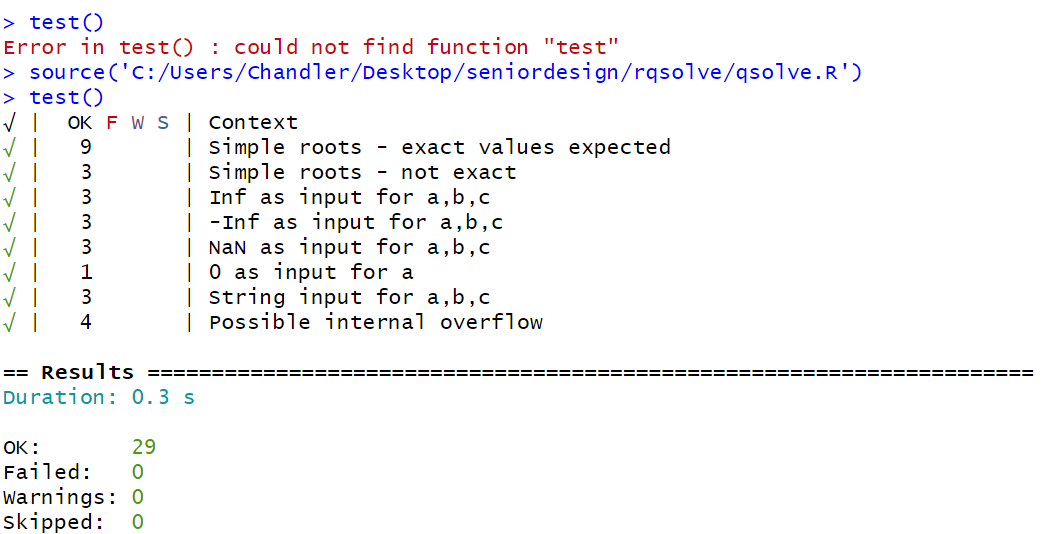 > test()
Error in test() : could not find function "test"
> source('C:/Users/Chandler/Desktop/seniordesign/rqsolve/qsolve.R')
> test()
√ |  OK F W S | Context
√ |   9       | Simple roots - exact values expected
√ |   3       | Simple roots - not exact
√ |   3       | Inf as input for a,b,c
√ |   3       | -Inf as input for a,b,c
√ |   3       | NaN as input for a,b,c
√ |   1       | 0 as input for a
√ |   3       | String input for a,b,c
√ |   4       | Possible internal overflow
== Results =====================================================================
Duration: 0.3 s
OK:       29
Failed:   0
Warnings: 0
Skipped:  0